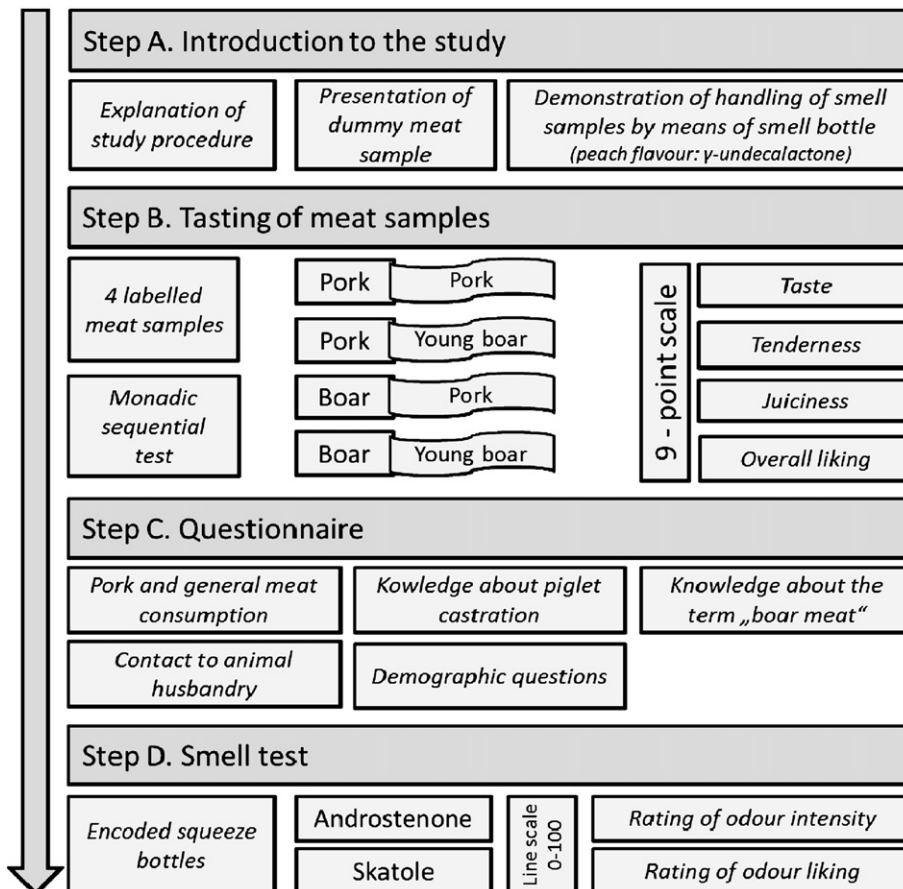 Step A. Introduction to the study
Explanation of
study procedure
Presentation of
dummy meat
sample
Demonstration of handling of smell
samples by means of smell bottle
(peach flavour: γ-undecalactone)
Step B. Tasting of meat samples
4 labelled
meat samples
Monadic
sequential
test
Pork
Pork
Pork
Young boar
Boar
Pork
Boar
Young boar
9 - point scale
Taste
Tenderness
Juiciness
Overall liking
Step C. Questionnaire
Pork and general meat
consumption
Kowledge about piglet
castration
Knowledge about the
term „boar meat“
Contact to animal
husbandry
Demographic questions
Step D. Smell test
Encoded squeeze
bottles
Androstenone
Skatole
Line scale
0-100
Rating of odour intensity
Rating of odour liking